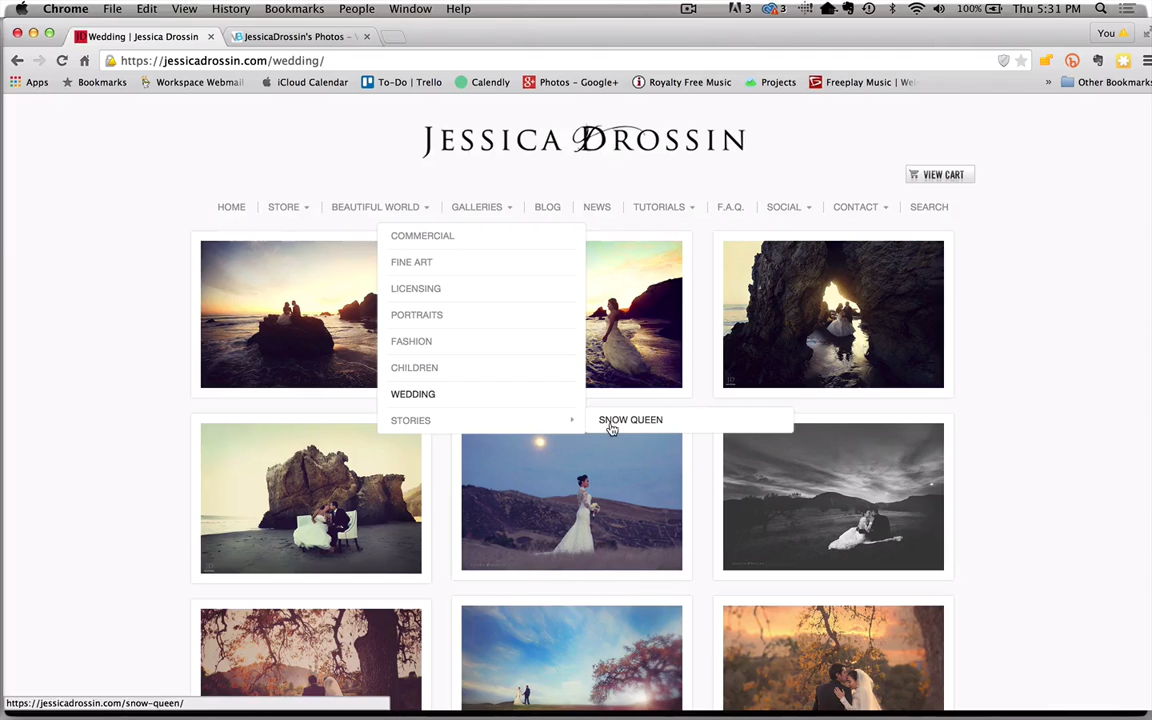 Chrome File Edit View History Bookmarks People Window Help 3 3 100% Thu 5:31 PM
Wedding | Jessica Drossin JessicaDrossin's Photos - You
https://jessicadrossin.com/wedding/
Apps Bookmarks Workspace Webmail iCloud Calendar To-Do | Trello Calendly Photos - Google+ Royalty Free Music Projects Freeplay Music | » Other Bookmarks
JESSICA DROSSIN
VIEW CART
HOME STORE BEAUTIFUL WORLD GALLERIES BLOG NEWS TUTORIALS F.A.Q. SOCIAL CONTACT SEARCH
COMMERCIAL
FINE ART
LICENSING
PORTRAITS
FASHION
CHILDREN
WEDDING
STORIES SNOW QUEEN
https://jessicadrossin.com/snow-queen/